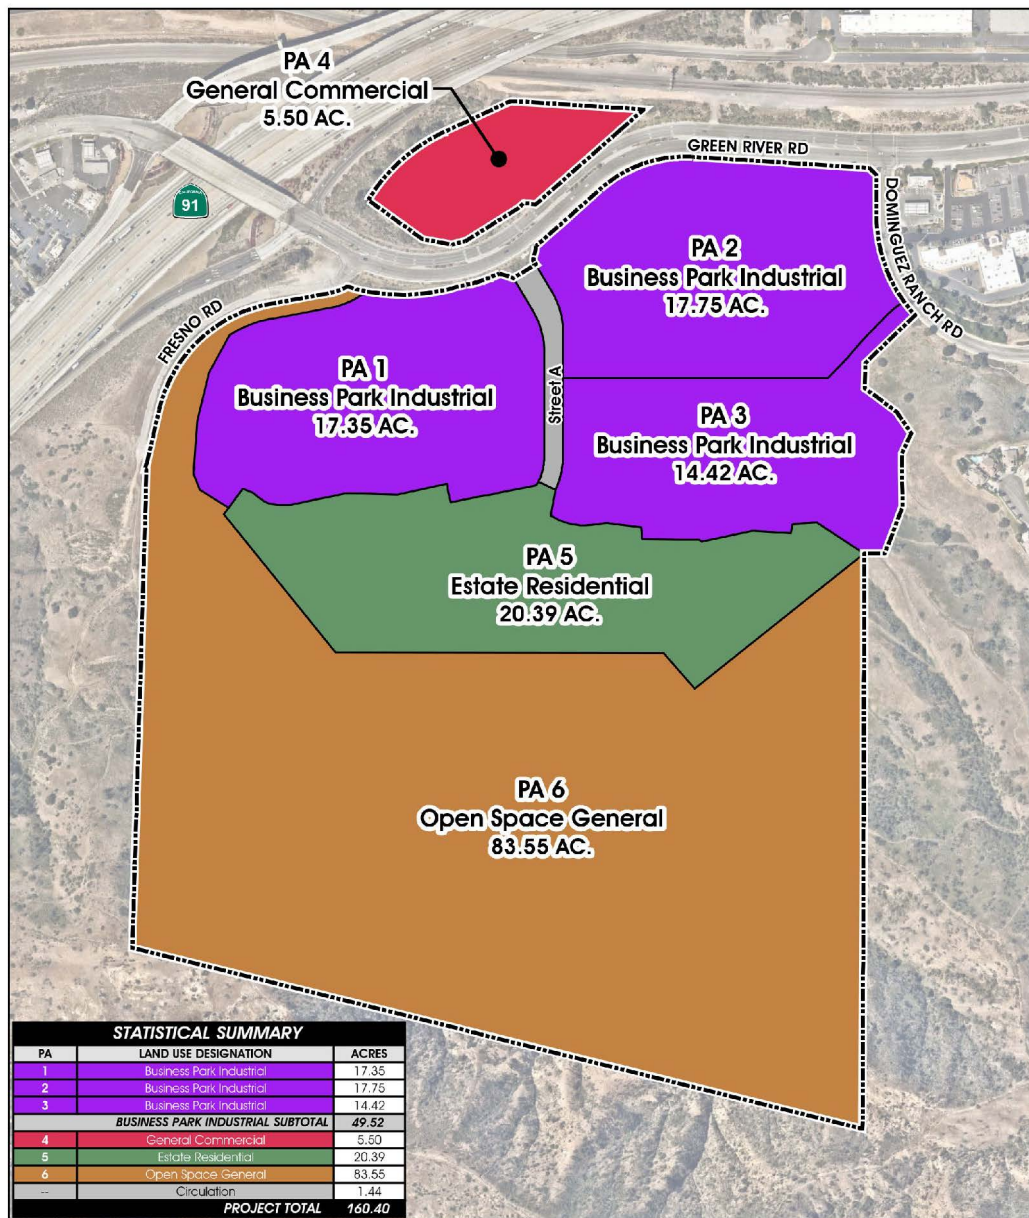 PA 4
General Commercial
5.50 AC.
GREEN RIVER RD
DOMINGUEZ RANCH RD
CALIFORNIA
91
FRESNO RD
PA 2
Business Park Industrial
17.75 AC.
PA 1
Business Park Industrial
17.35 AC.
Street A
PA 3
Business Park Industrial
14.42 AC.
PA 5
Estate Residential
20.39 AC.
PA 6
Open Space General
83.55 AC.
STATISTICAL SUMMARY
PA LAND USE DESIGNATION ACRES
1 Business Park Industrial 17.35
2 Business Park Industrial 17.75
3 Business Park Industrial 14.42
BUSINESS PARK INDUSTRIAL SUBTOTAL 49.52
4 General Commercial 5.50
5 Estate Residential 20.39
6 Open Space General 83.55
-- Circulation 1.44
PROJECT TOTAL 160.40